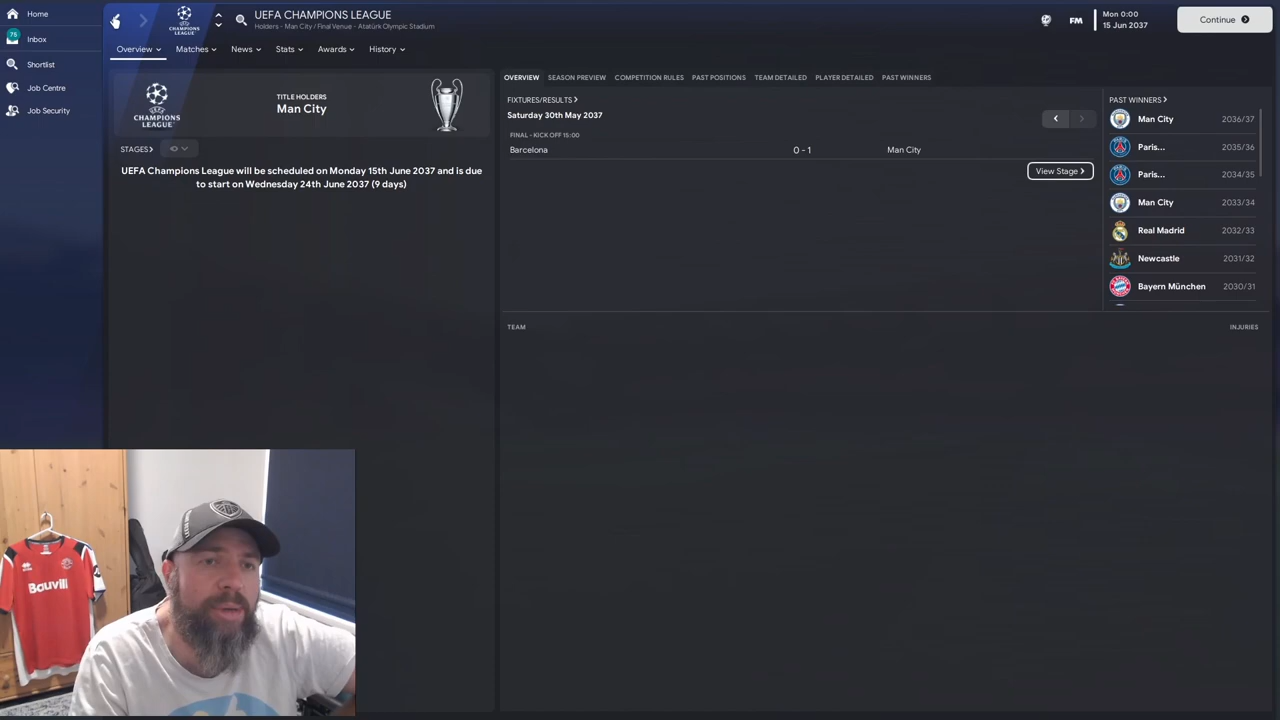 Home
75
Inbox
Shortlist
Job Centre
Job Security
CHAMPIONS
LEAGUE
UEFA CHAMPIONS LEAGUE
Holders - Man City / Final Venue - Atatürk Olympic Stadium
FM
Mon 0:00
15 Jun 2037
Continue
Overview
Matches
News
Stats
Awards
History
CHAMPIONS
LEAGUE
TITLE HOLDERS
Man City
STAGES
UEFA Champions League will be scheduled on Monday 15th June 2037 and is due
to start on Wednesday 24th June 2037 (9 days)
OVERVIEW
SEASON PREVIEW
COMPETITION RULES
PAST POSITIONS
TEAM DETAILED
PLAYER DETAILED
PAST WINNERS
FIXTURES/RESULTS
Saturday 30th May 2037
FINAL - KICK OFF 15:00
Barcelona 0 - 1 Man City
View Stage
PAST WINNERS
Man City 2036/37
Paris... 2035/36
Paris... 2034/35
Man City 2033/34
Real Madrid 2032/33
Newcastle 2031/32
Bayern München 2030/31
TEAM
INJURIES
Bouvill